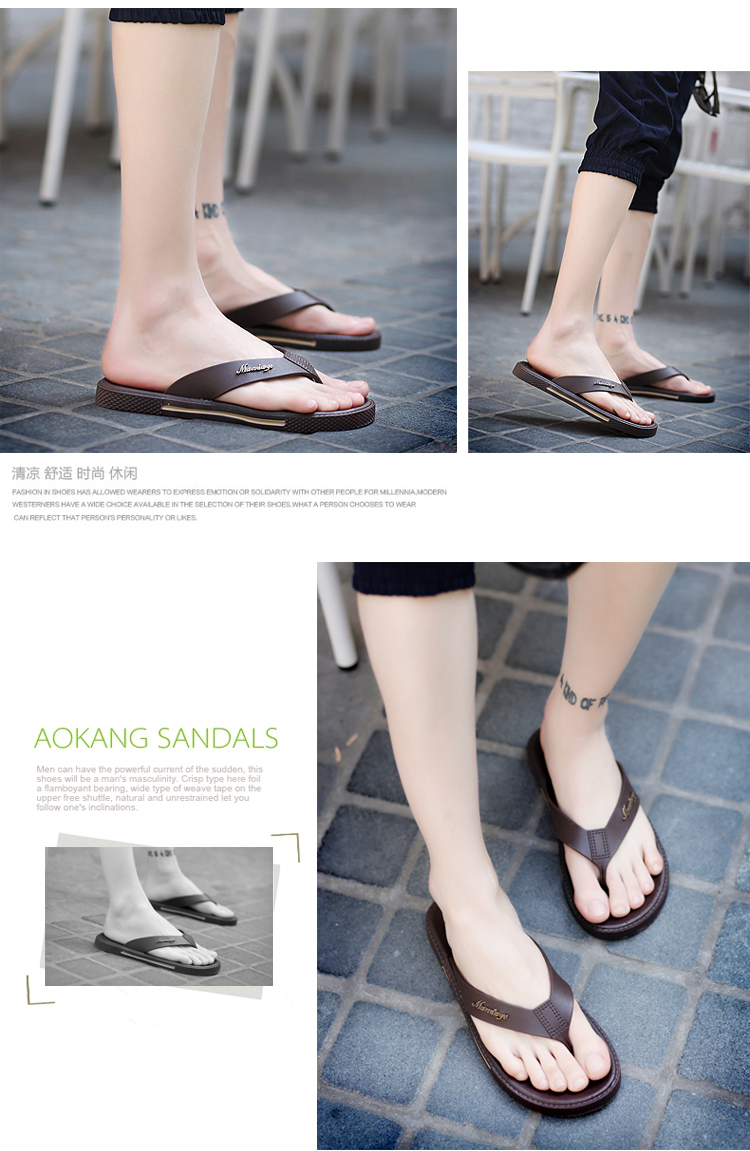 清凉 舒适 时尚 休闲
FASHION IN SHOES HAS ALLOWED WEARERS TO EXPRESS EMOTION OR SOLIDARITY WITH OTHER PEOPLE FOR MILLENNIA.MODERN
WESTERNERS HAVE A WIDE CHOICE AVAILABLE IN THE SELECTION OF THEIR SHOES.WHAT A PERSON CHOOSES TO WEAR
CAN REFLECT THAT PERSON'S PERSONALITY OR LIKES.
AOKANG SANDALS
Men can have the powerful current of the sudden, this
shoes will be a man's masculinity. Crisp type here foil
a flamboyant bearing, wide type of weave tape on the
upper free shuttle, natural and unrestrained let you
follow one's inclinations.
KIND OF